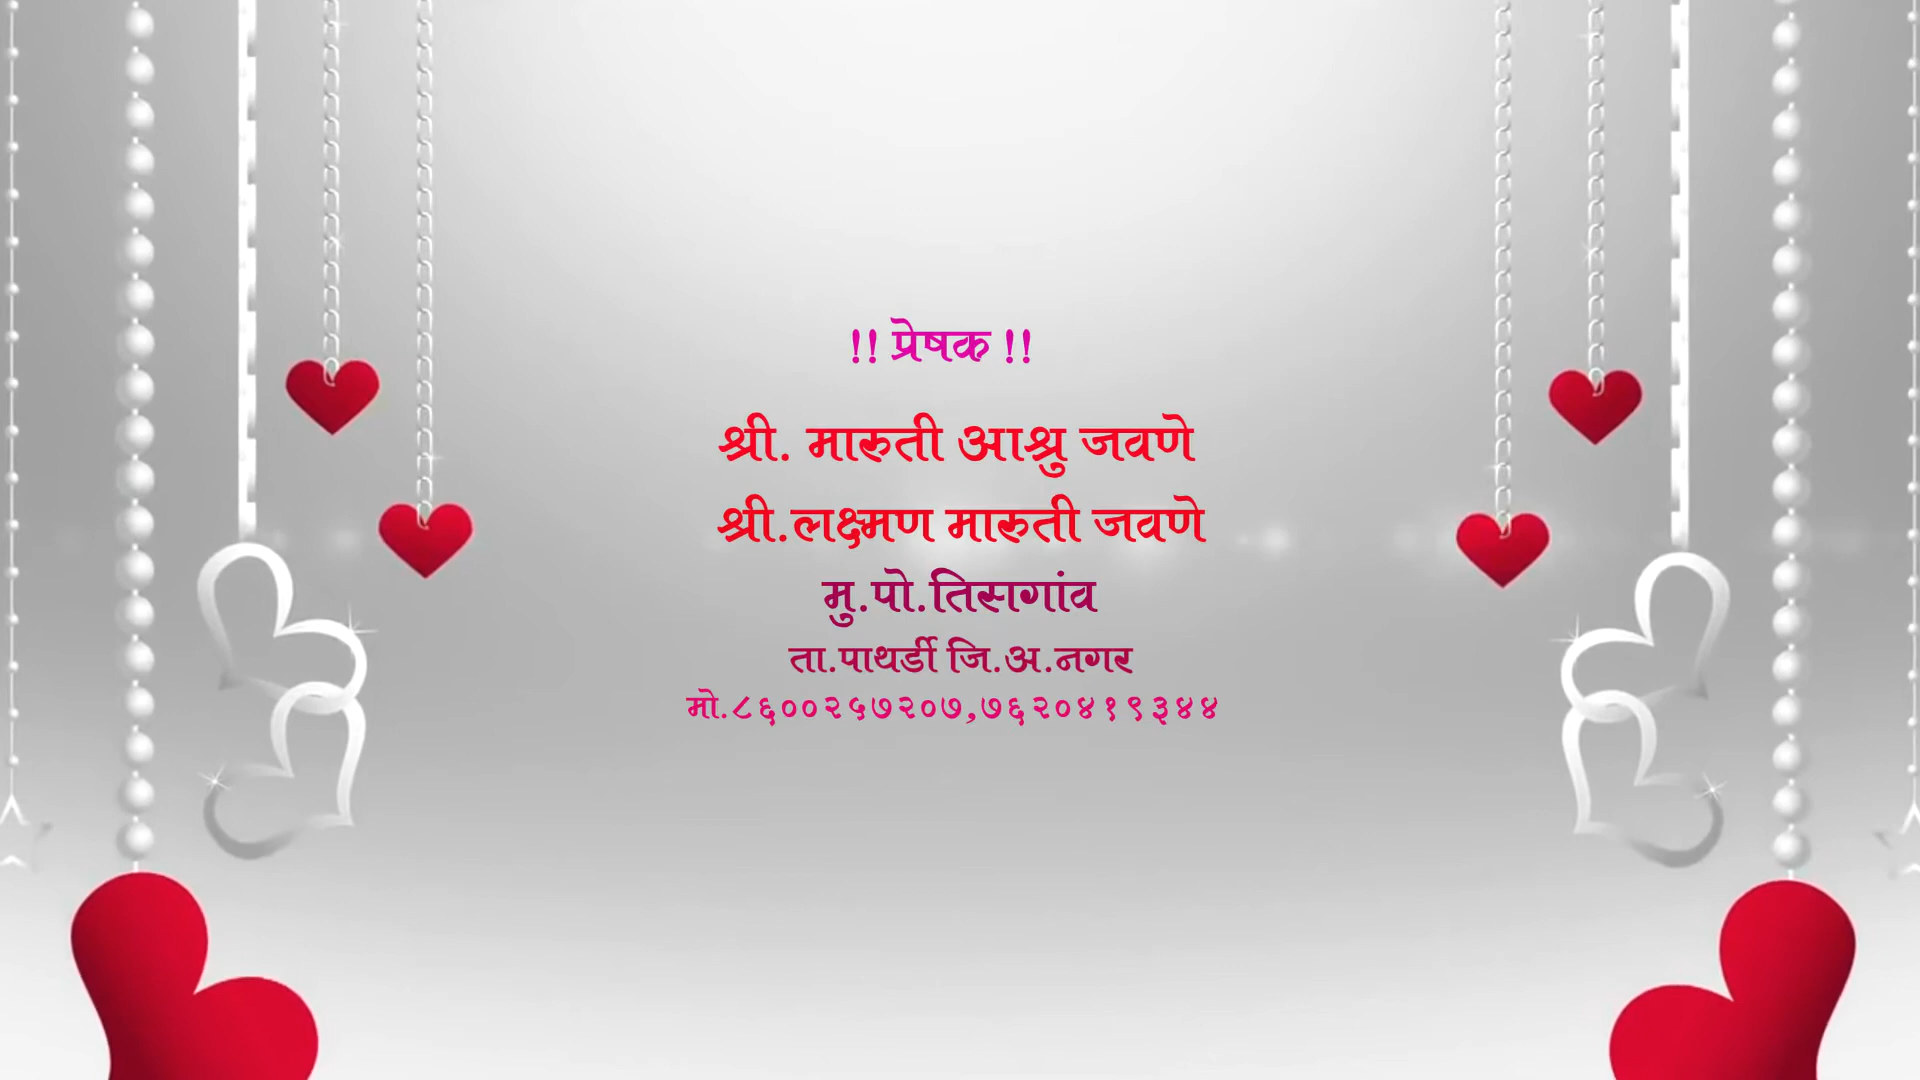 !! प्रेषक !!
श्री. मारुती आश्रु जवणे
श्री.लक्ष्मण मारुती जवणे
मु.पो.तिसगांव
ता.पाथर्डी जि.अ.नगर
मो.८६००२५७२०७,७६२०४१९३४४